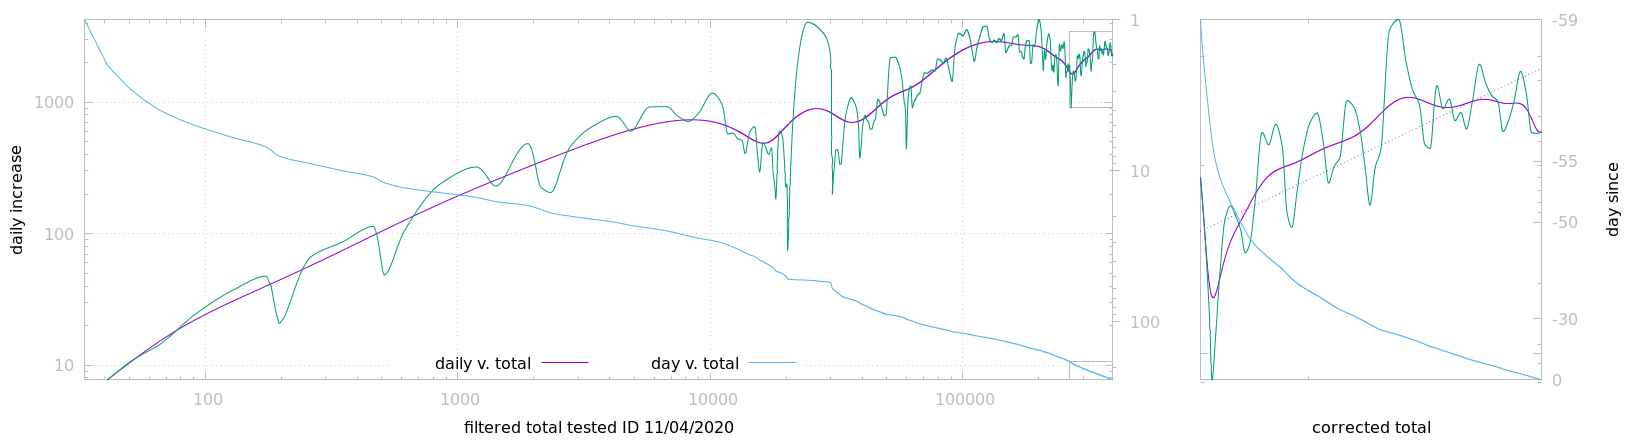 1000
100
10
daily increase
100
1000
10000
100000
filtered total tested ID 11/04/2020
daily v. total
day v. total
1
10
100
-59
-55
-50
-30
0
day since
corrected total